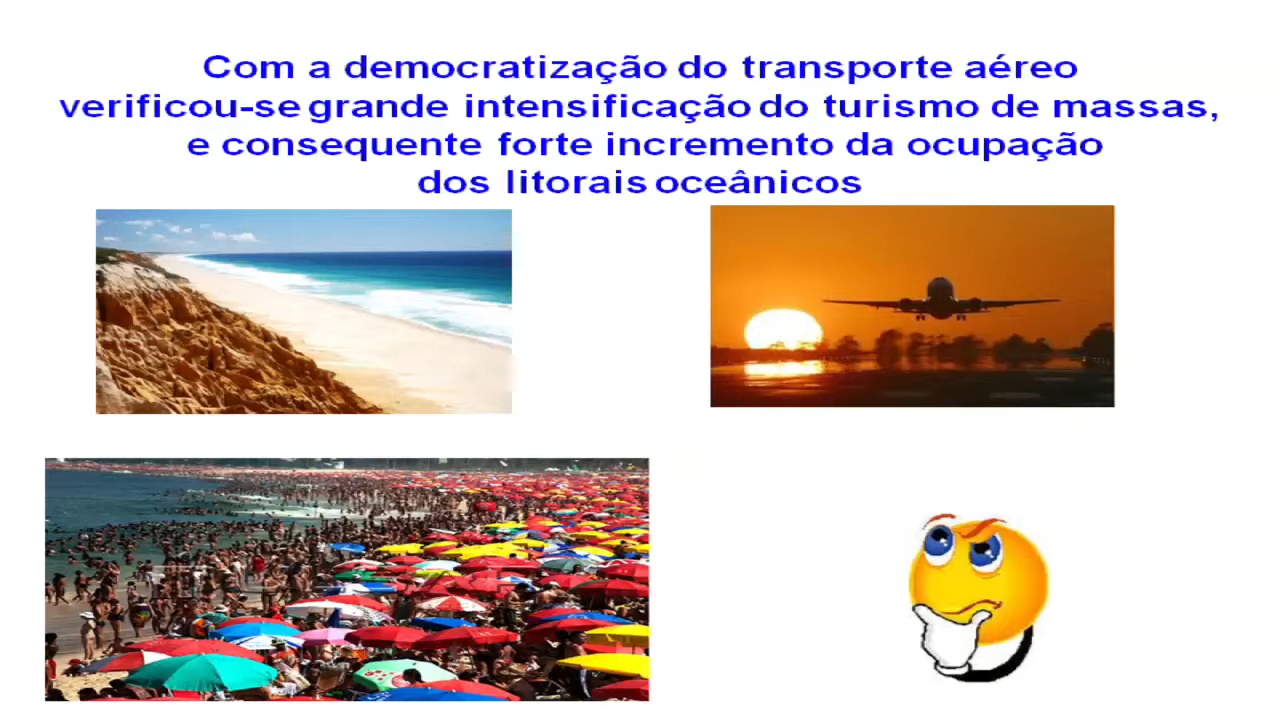 Com a democratização do transporte aéreo
verificou-se grande intensificação do turismo de massas,
e consequente forte incremento da ocupação
dos litorais oceânicos